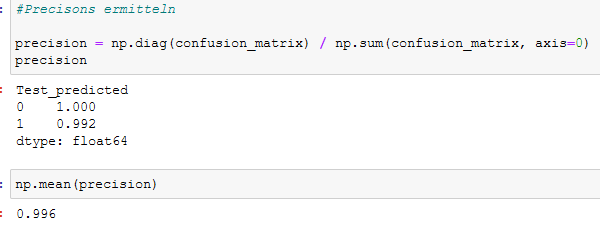 #Precisons ermitteln
precision = np.diag(confusion_matrix) / np.sum(confusion_matrix, axis=0)
precision
Test_predicted
0    1.000
1    0.992
dtype: float64
np.mean(precision)
0.996